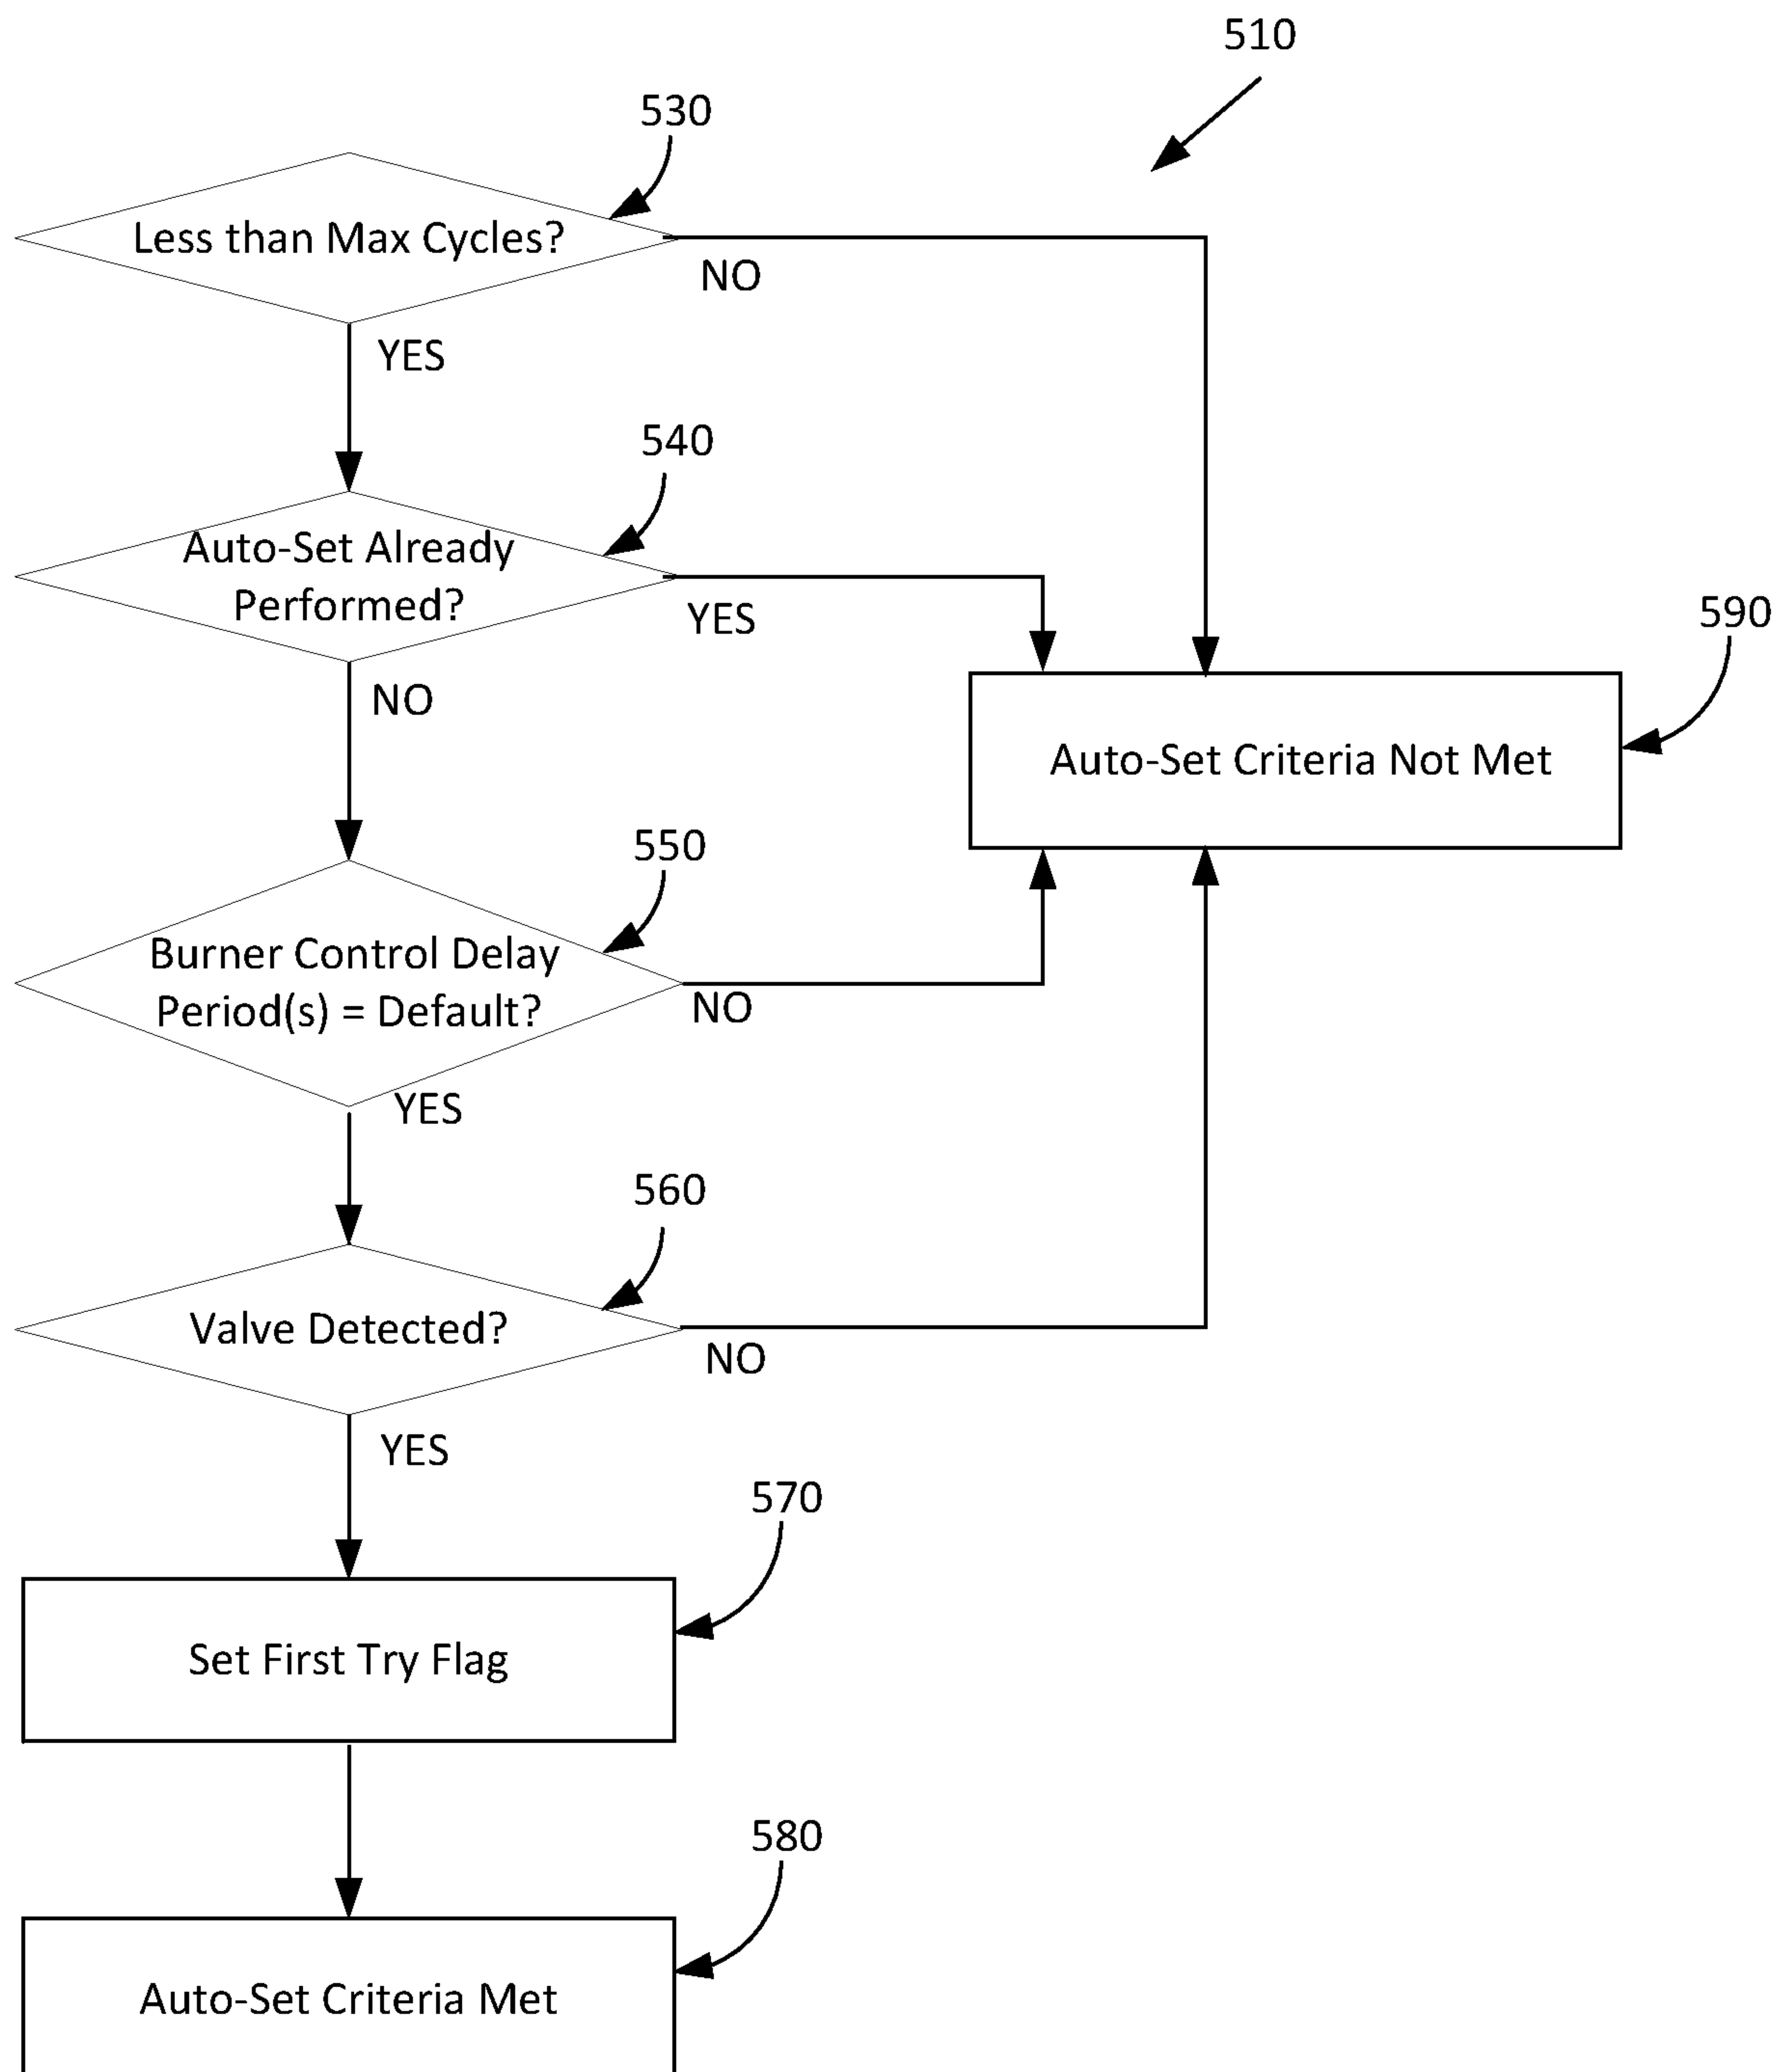 510
530
Less than Max Cycles?
NO
YES
540
Auto-Set Already
Performed?
YES
590
NO
Auto-Set Criteria Not Met
550
Burner Control Delay
Period(s) = Default?
NO
YES
560
Valve Detected?
NO
YES
570
Set First Try Flag
580
Auto-Set Criteria Met